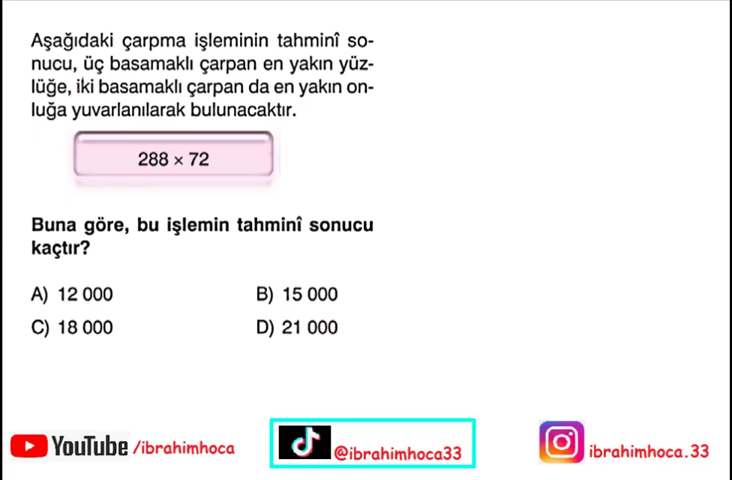 Aşağıdaki çarpma işleminin tahminî so-
nucu, üç basamaklı çarpan en yakın yüz-
lüğe, iki basamaklı çarpan da en yakın on-
luğa yuvarlanılarak bulunacaktır.
288 × 72
Buna göre, bu işlemin tahminî sonucu
kaçtır?
A) 12 000 B) 15 000
C) 18 000 D) 21 000
YouTube /ibrahimhoca @ibrahimhoca33 ibrahimhoca.33